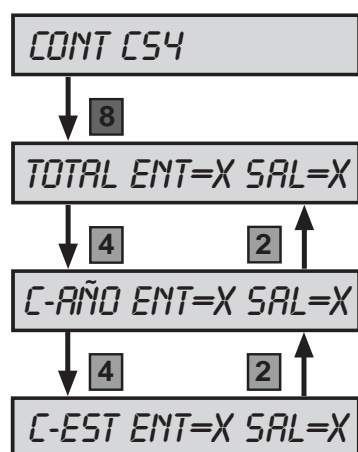 CONT CS4
8
TOTAL ENT=X SAL=X
4 2
C-AÑO ENT=X SAL=X
4 2
C-EST ENT=X SAL=X